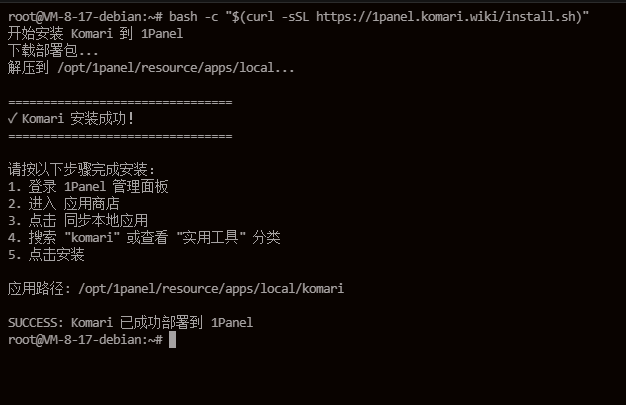 root@VM-8-17-debian:~# bash -c "$(curl -sSL https://1panel.komari.wiki/install.sh)"
开始安装 Komari 到 1Panel
下载部署包...
解压到 /opt/1panel/resource/apps/local...
================================
✓ Komari 安装成功!
================================
请按以下步骤完成安装:
1. 登录 1Panel 管理面板
2. 进入 应用商店
3. 点击 同步本地应用
4. 搜索 "komari" 或查看 "实用工具" 分类
5. 点击安装
应用路径: /opt/1panel/resource/apps/local/komari
SUCCESS: Komari 已成功部署到 1Panel
root@VM-8-17-debian:~#